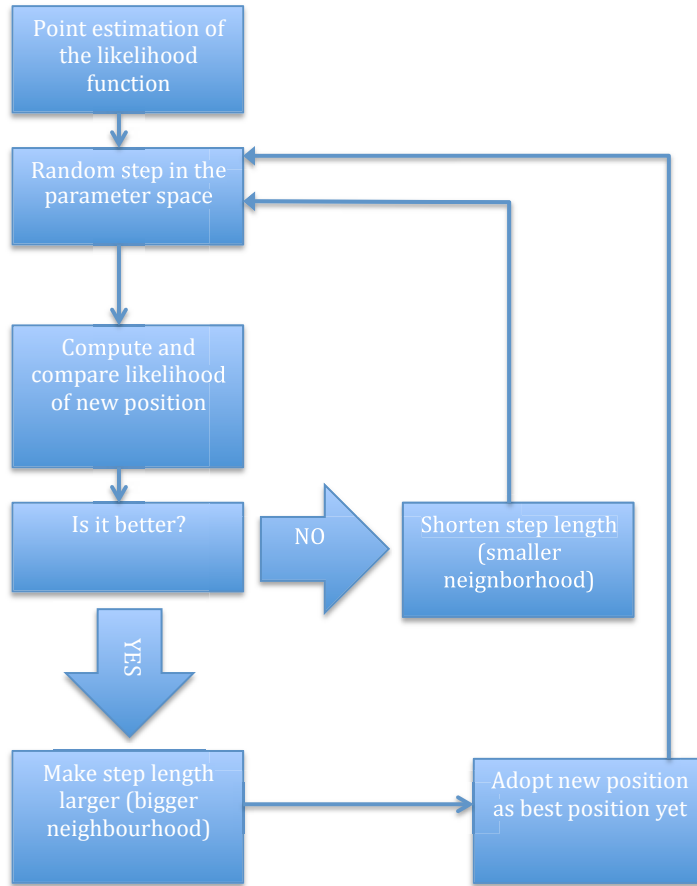 Point estimation of
the likelihood
function
Random step in the
parameter space
Compute and
compare likelihood
of new position
Is it better?
NO
Shorten step length
(smaller
neignborhood)
YES
Make step length
larger (bigger
neighbourhood)
Adopt new position
as best position yet